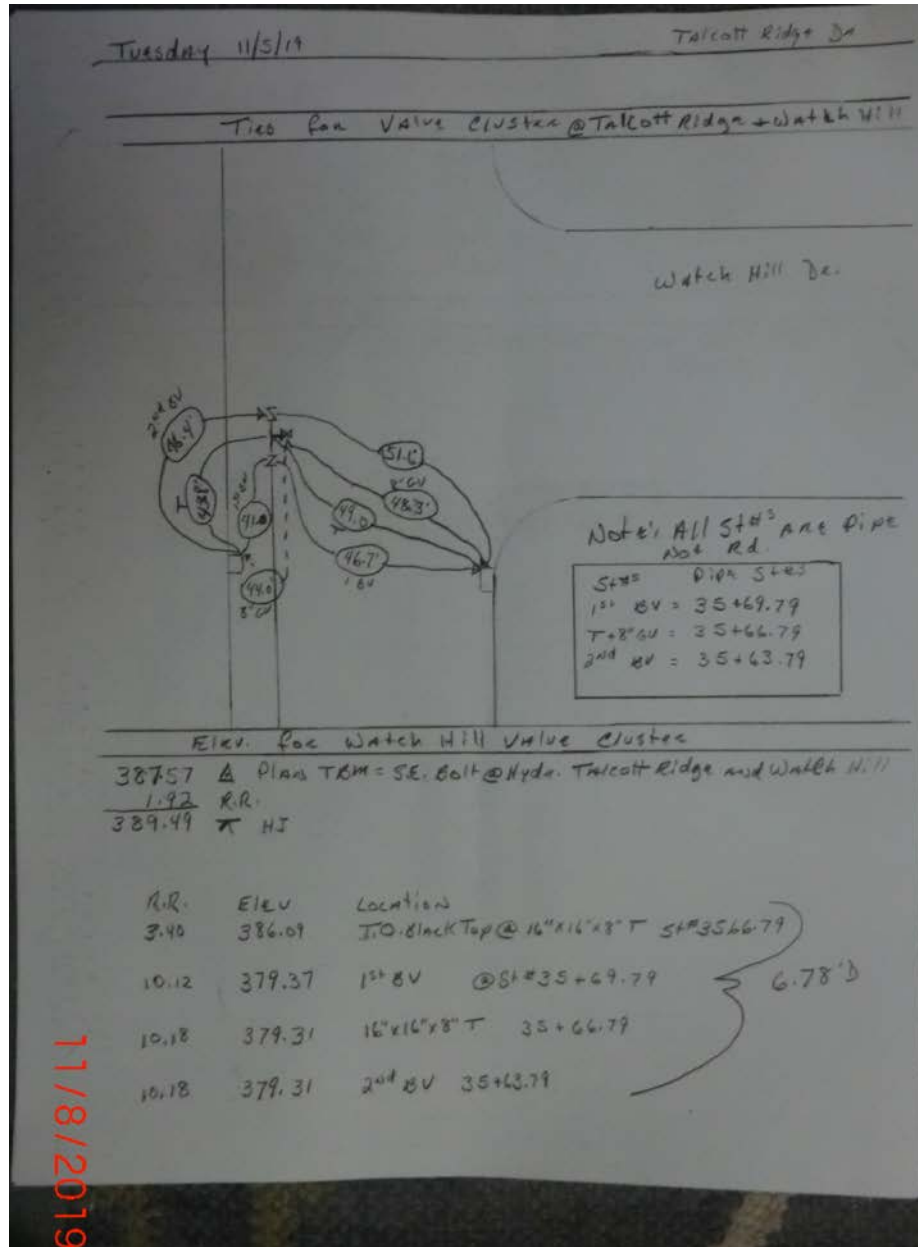 Tuesday 11/5/19
Talcott Ridge Dr
Ties for Valve Cluster @ Talcott Ridge + Watch Hill
Watch Hill Dr.
2nd BV
46.4'
51.6'
T
8" GV
48.3'
41.0
49.0
T
46.7'
1 BV
44.0'
8" GV
Note: All St#s are Pipe
Not Rd.
St#s Pipe St#s
1st BV = 35+69.79
T+8"GV = 35+66.79
2nd BV = 35+63.79
Elev. for Watch Hill Valve Cluster
387.57 Δ Plans TBM = S.E. Bolt @ Hydr. Talcott Ridge and Watch Hill
1.92 R.R.
389.49 ⊼ HI
R.R. Elev Location
3.40 386.09 T.O. Black Top @ 16"x16"x8" T St#3566.79
10.12 379.37 1st BV @ St#35+69.79
6.78'D
10.18 379.31 16"x16"x8" T 35+66.79
10.18 379.31 2nd BV 35+63.79
11/8/2019